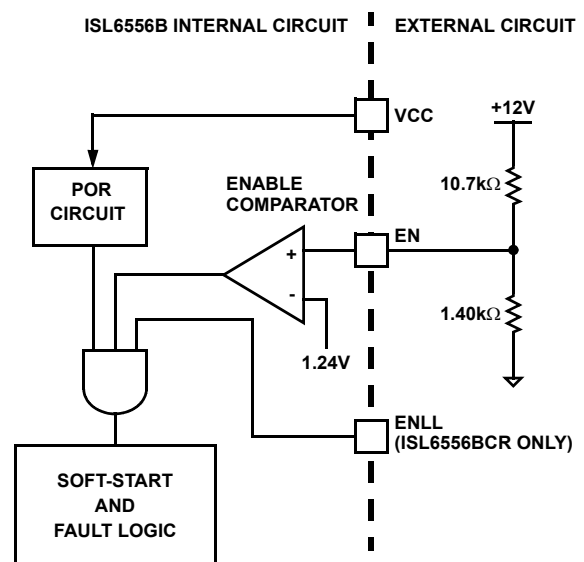 ISL6556B INTERNAL CIRCUIT
EXTERNAL CIRCUIT
VCC
+12V
POR
CIRCUIT
ENABLE
COMPARATOR
10.7kΩ
EN
+
-
1.40kΩ
1.24V
ENLL
(ISL6556BCR ONLY)
SOFT-START
AND
FAULT LOGIC